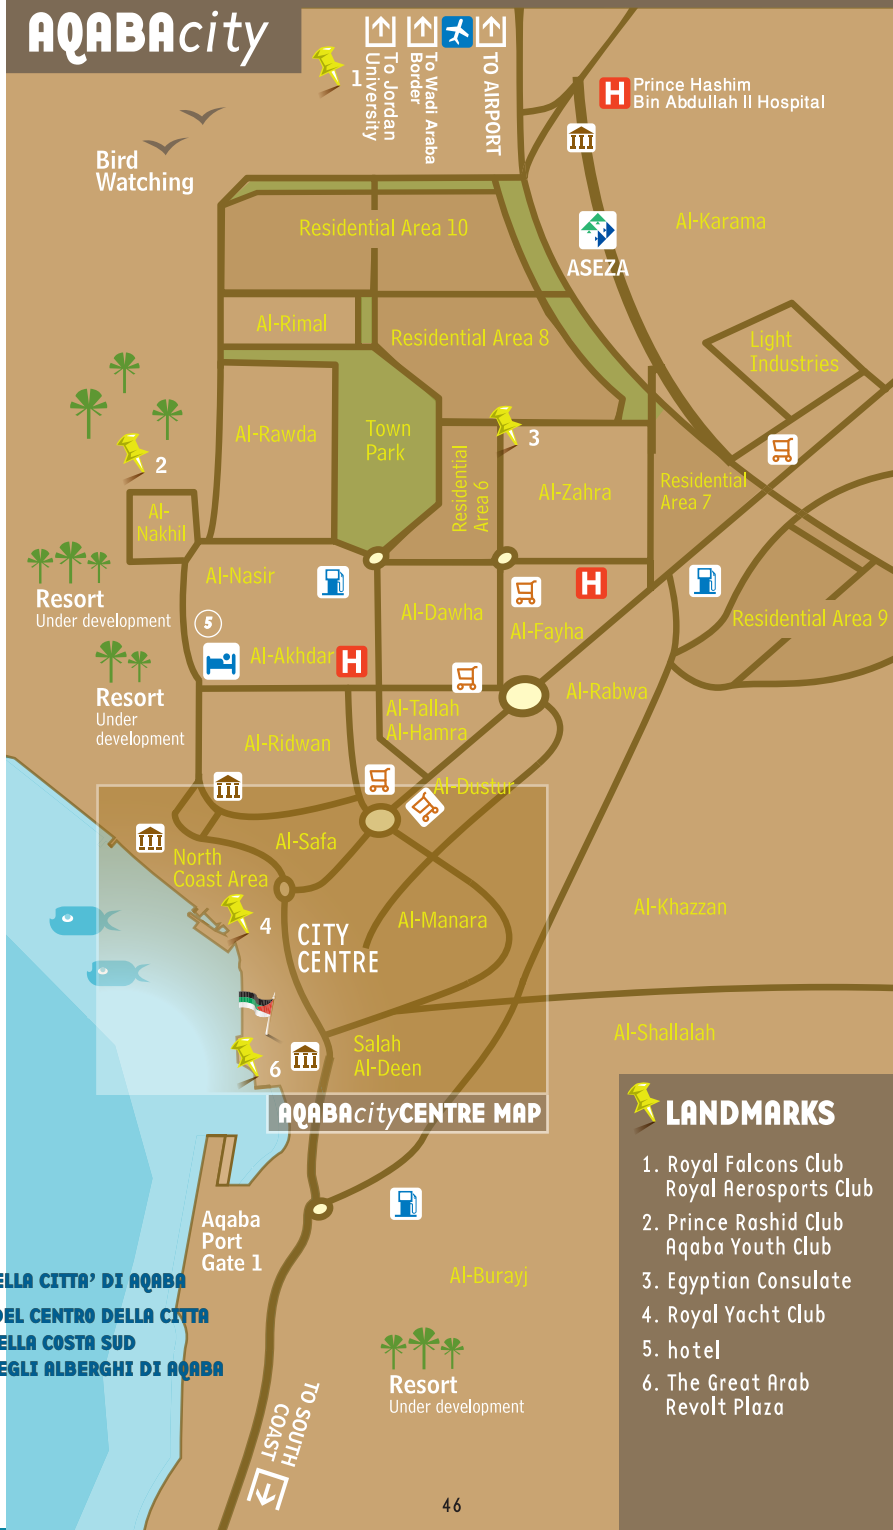 AQABAcity
1
To Jordan
University
To Wadi Araba
Border
TO AIRPORT
H
Prince Hashim
Bin Abdullah II Hospital
Bird
Watching
Residential Area 10
Al-Karama
ASEZA
Al-Rimal
Residential Area 8
Light
Industries
Al-Rawda
Town
Park
3
2
Residential
Area 6
Al-Zahra
Residential
Area 7
Al-
Nakhil
Al-Nasir
H
Resort
Under development
Al-Dawha
Al-Fayha
Residential Area 9
5
Al-Akhdar
H
Resort
Under
development
Al-Rabwa
Al-Tallah
Al-Hamra
Al-Ridwan
Al-Dustur
Al-Safa
North
Coast Area
4
CITY
CENTRE
Al-Manara
Al-Khazzan
Al-Shallalah
6
Salah
Al-Deen
AQABAcityCENTRE MAP
LANDMARKS
1. Royal Falcons Club
Royal Aerosports Club
2. Prince Rashid Club
Aqaba Youth Club
3. Egyptian Consulate
4. Royal Yacht Club
5. hotel
6. The Great Arab
Revolt Plaza
Aqaba
Port
Gate 1
Al-Burayj
ELLA CITTA' DI AQABA
DEL CENTRO DELLA CITTA
ELLA COSTA SUD
EGLI ALBERGHI DI AQABA
Resort
Under development
TO SOUTH
COAST
46